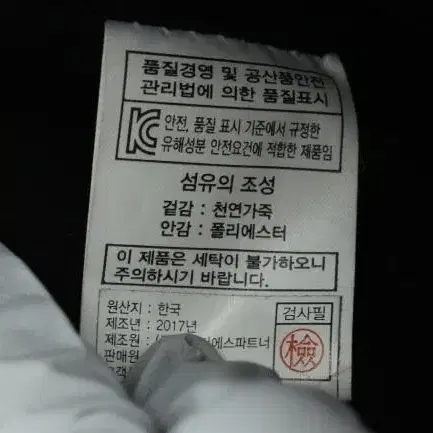 품질경영 및 공산품안전
관리법에 의한 품질표시
KC 안전, 품질 표시 기준에서 규정한
유해성분 안전요건에 적합한 제품임
섬유의 조성
겉감 : 천연가죽
안감 : 폴리에스터
이 제품은 세탁이 불가하오니
주의하시기 바랍니다.
원산지 : 한국
제조년 : 2017년
제조원 : 에스파트너
판매원
검사필
檢